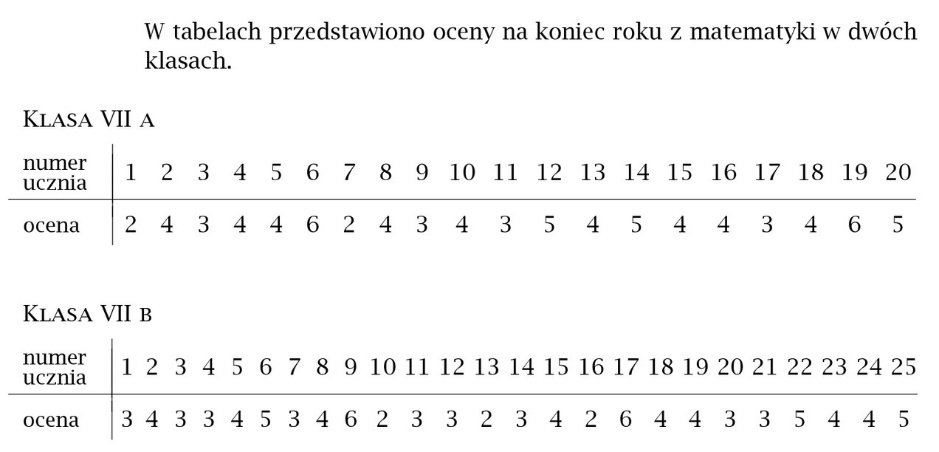 W tabelach przedstawiono oceny na koniec roku z matematyki w dwóch
klasach.
KLASA VII A
numer
ucznia 1 2 3 4 5 6 7 8 9 10 11 12 13 14 15 16 17 18 19 20
ocena 2 4 3 4 4 6 2 4 3 4 3 5 4 5 4 4 3 4 6 5
KLASA VII B
numer
ucznia 1 2 3 4 5 6 7 8 9 10 11 12 13 14 15 16 17 18 19 20 21 22 23 24 25
ocena 3 4 3 3 4 5 3 4 6 2 3 3 2 3 4 2 6 4 4 3 3 5 4 4 5